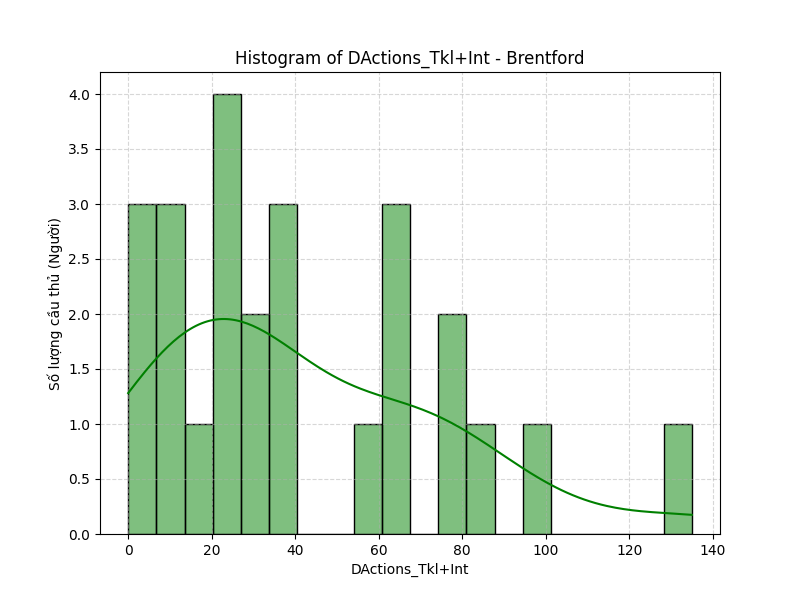 Histogram of DActions_Tkl+Int - Brentford
4.0
3.5
3.0
2.5
2.0
1.5
1.0
0.5
0.0
Số lượng cầu thủ (Người)
0 20 40 60 80 100 120 140
DActions_Tkl+Int